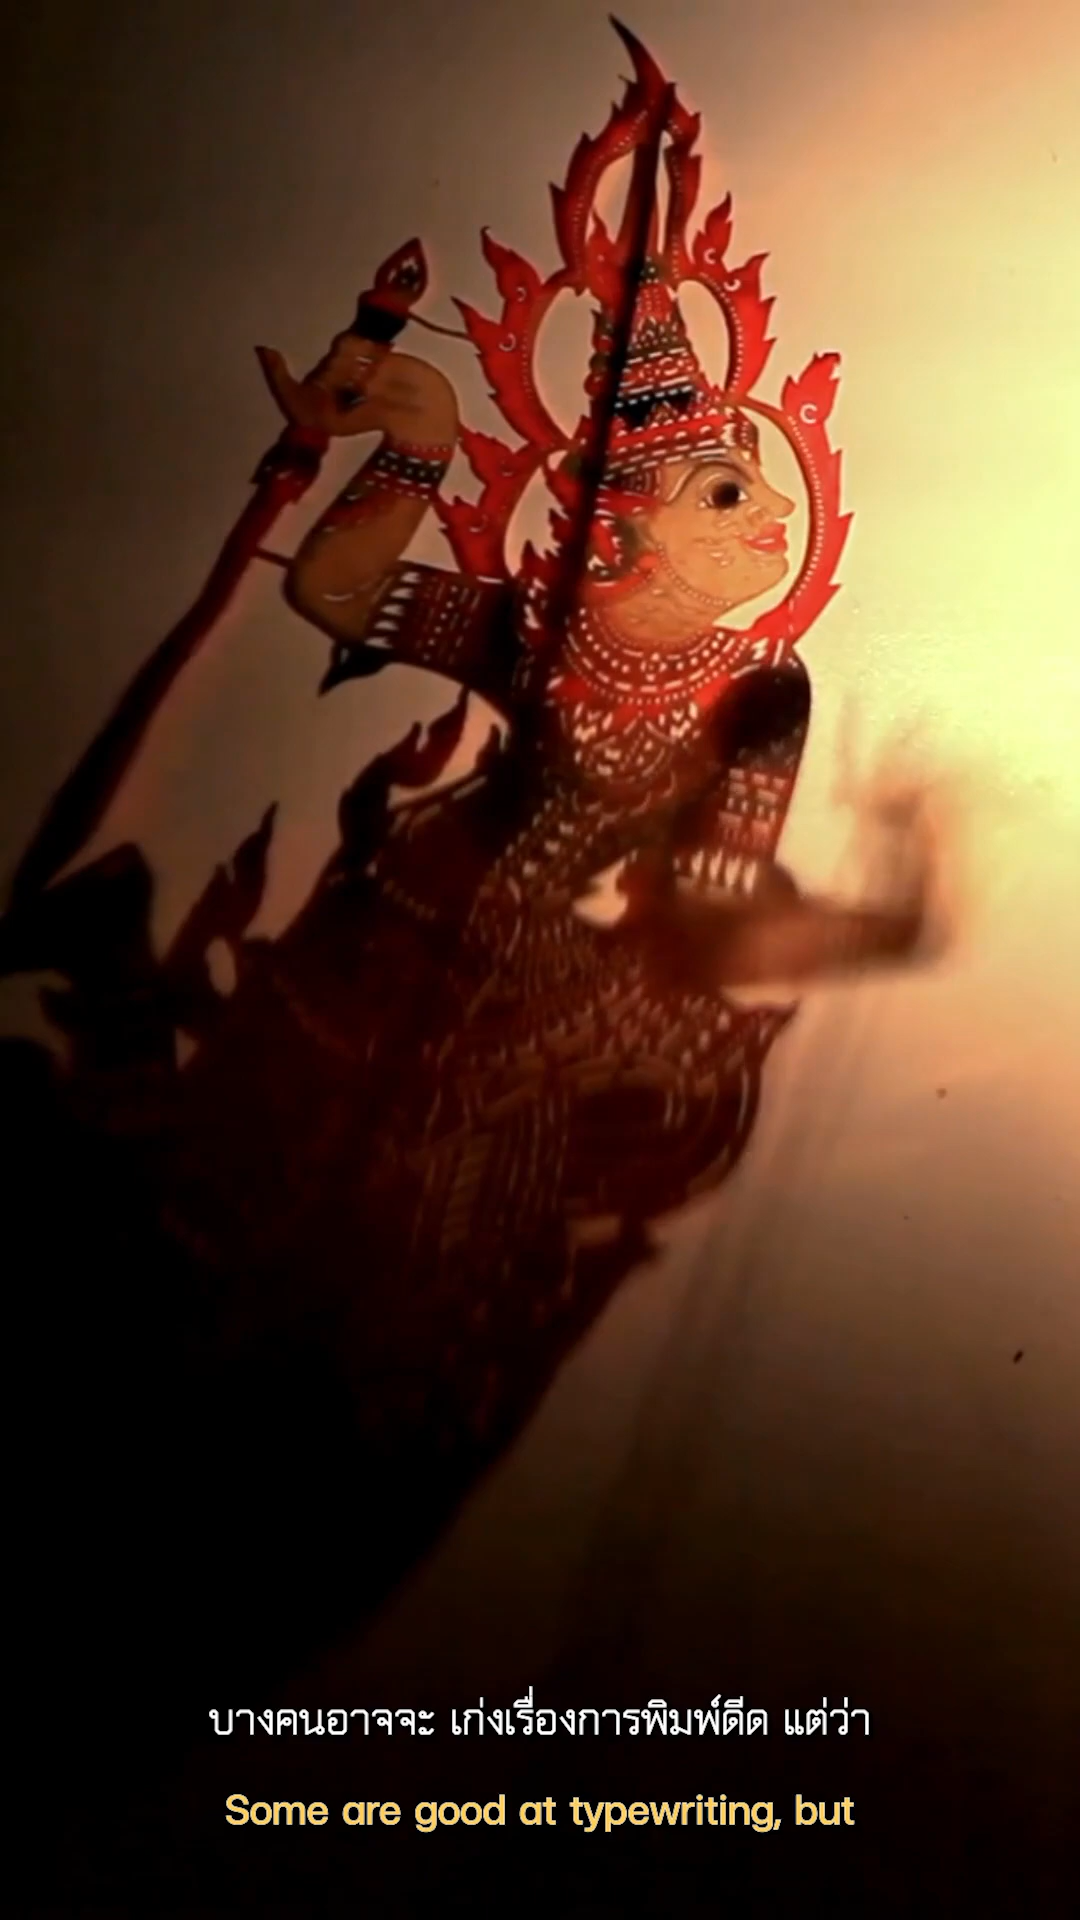 บางคนอาจจะ เก่งเรื่องการพิมพ์ดีด แต่ว่า
Some are good at typewriting, but